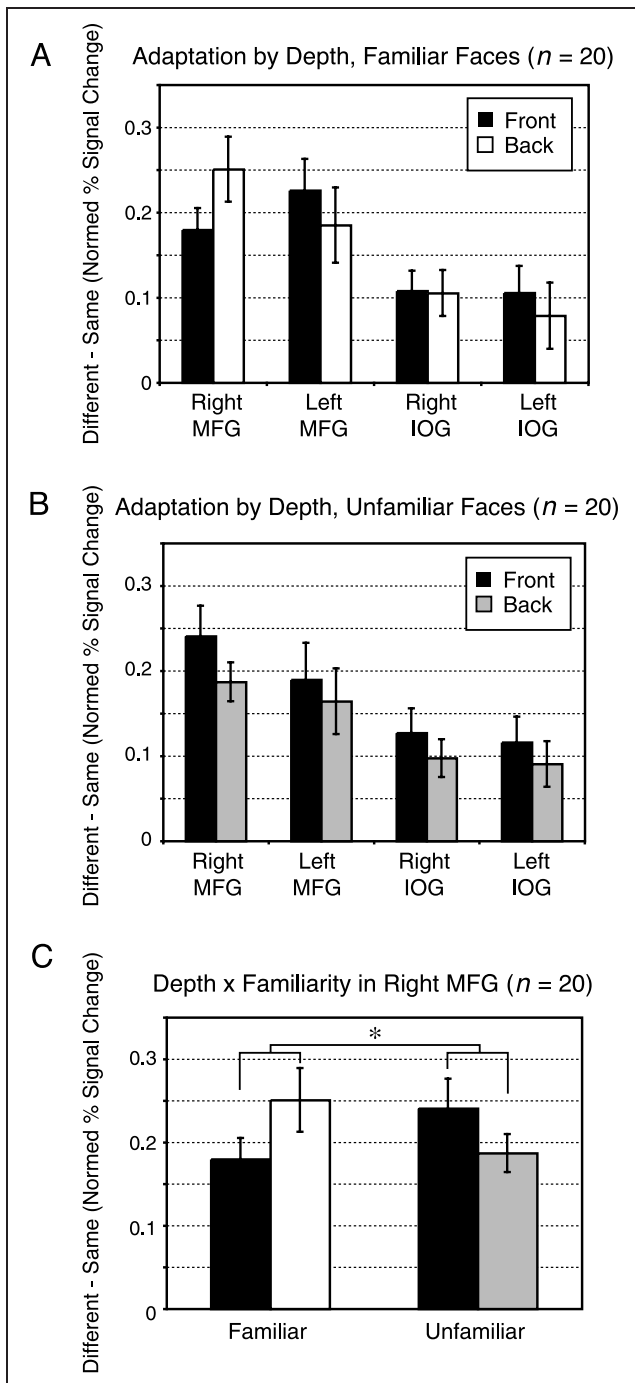 A
Adaptation by Depth, Familiar Faces (n = 20)
Different - Same (Normed % Signal Change)
0.3
0.2
0.1
0
Front
Back
Right MFG
Left MFG
Right IOG
Left IOG
B
Adaptation by Depth, Unfamiliar Faces (n = 20)
Different - Same (Normed % Signal Change)
0.3
0.2
0.1
0
Front
Back
Right MFG
Left MFG
Right IOG
Left IOG
C
Depth x Familiarity in Right MFG (n = 20)
Different - Same (Normed % Signal Change)
0.3
0.2
0.1
0
*
Familiar
Unfamiliar